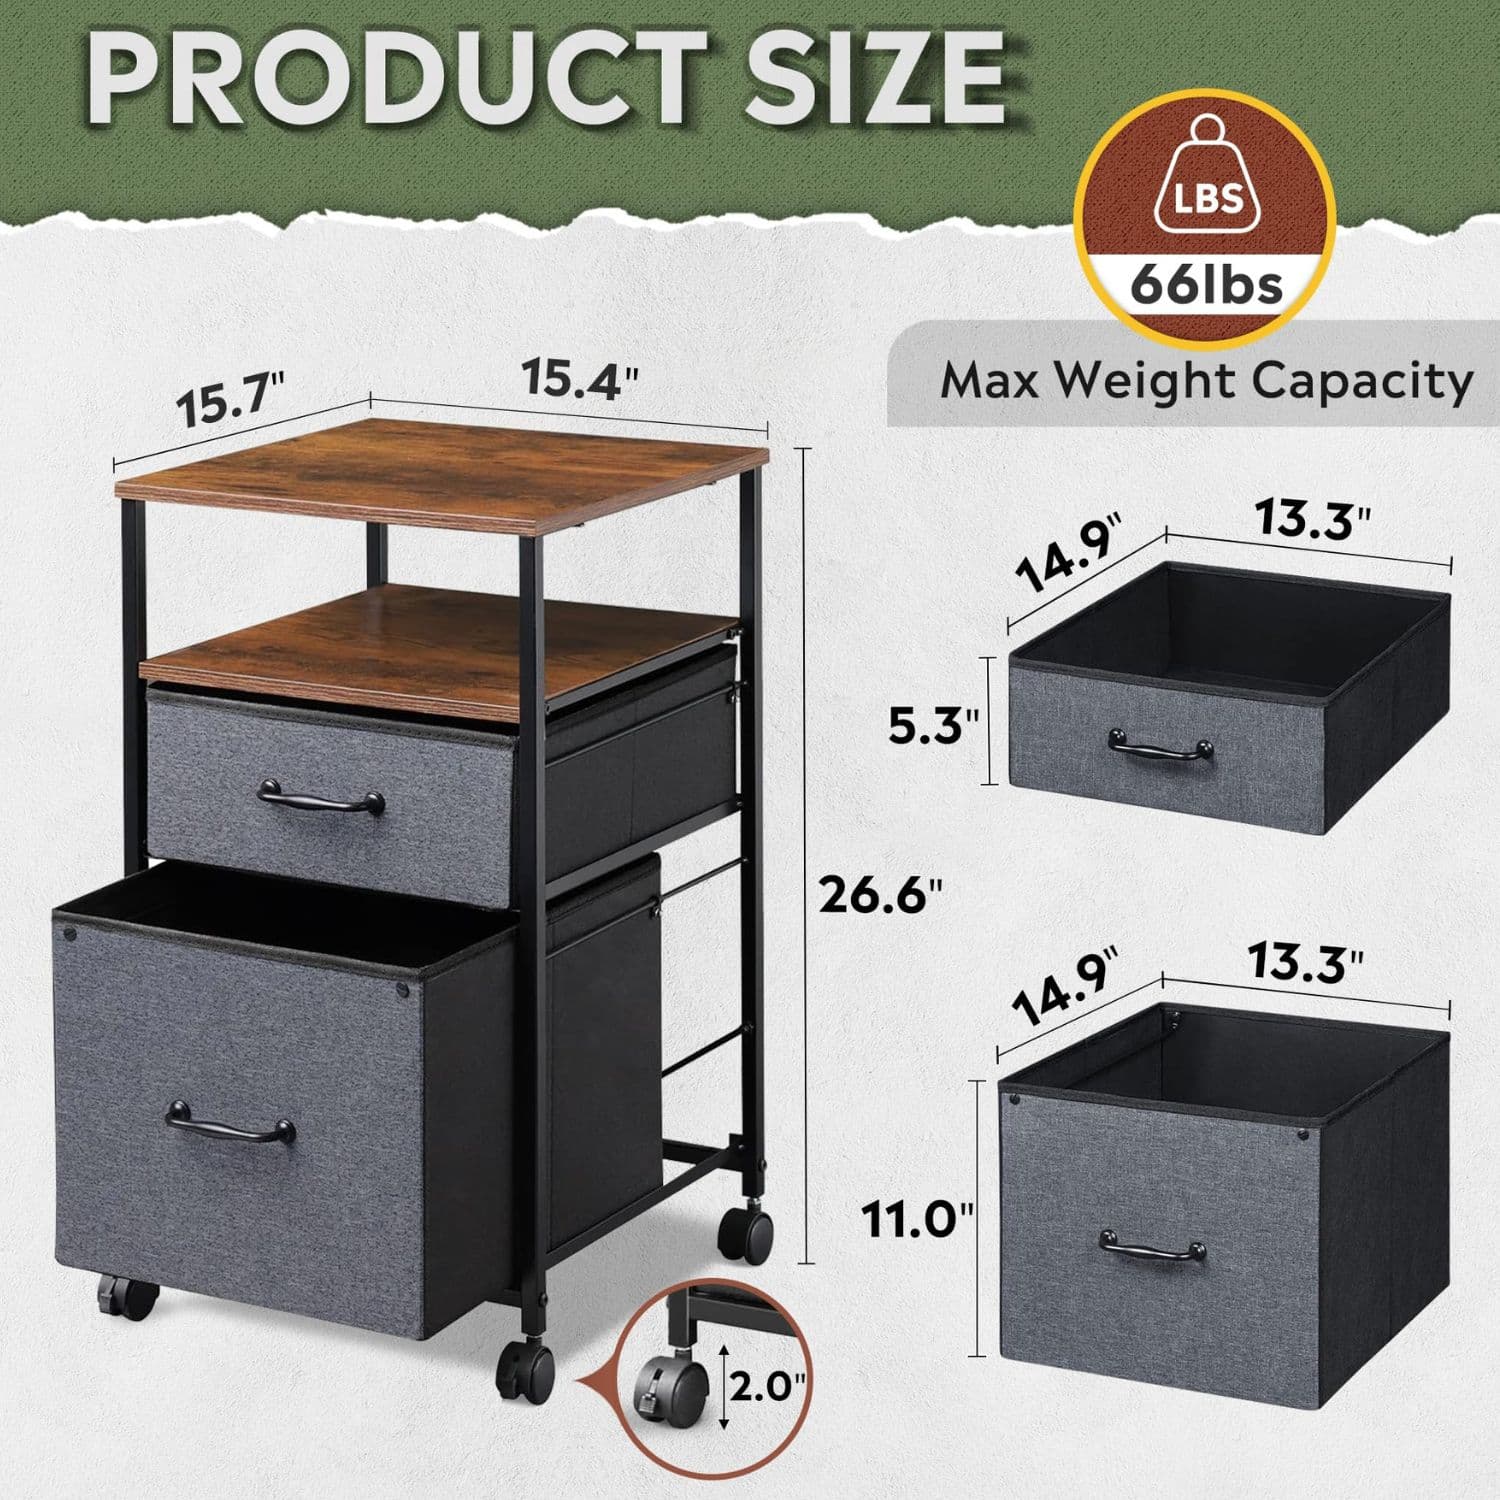 PRODUCT SIZE
LBS
66lbs
Max Weight Capacity
15.7"
15.4"
26.6"
2.0"
14.9"
13.3"
5.3"
14.9"
13.3"
11.0"